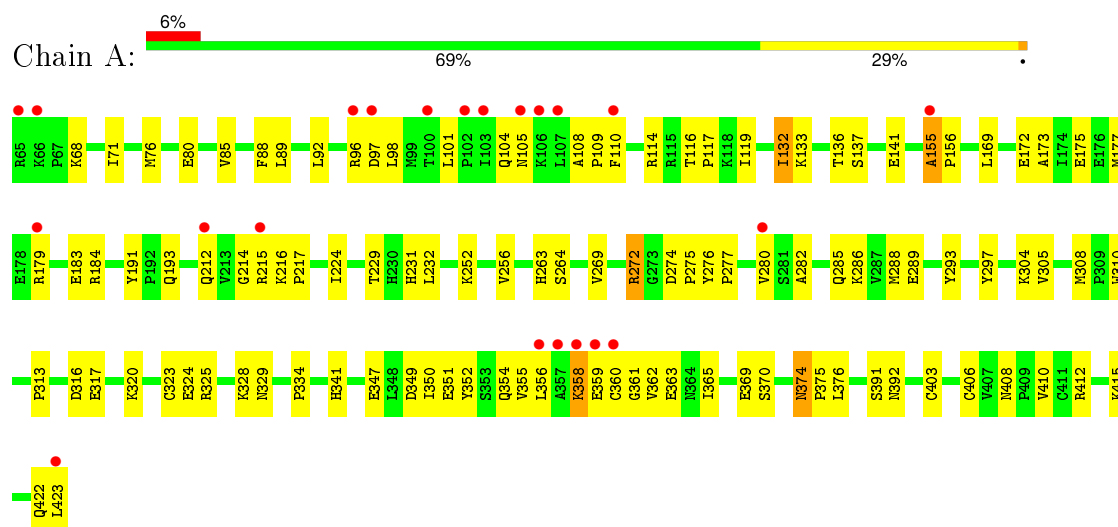 6%
Chain A:
69% 29% •
R65 K66 P67 K68 I71 M76 E80 V85 F88 L89 L92 R96 D97 L98 M99 T100 L101 P102 I103 Q104 N105 K106 L107 A108 P109 F110 R114 R115 T116 P117 K118 I119 I132 K133 T136 S137 E141 A155 P156 L169 E172 A173 I174 E175 E176 M177
E178 R179 E183 R184 Y191 P192 Q193 Q212 V213 G214 R215 K216 P217 I224 T229 H230 H231 L232 K252 V256 H263 S264 V269 R272 G273 D274 P275 Y276 P277 V280 S281 A282 Q285 K286 V287 M288 E289 Y293 Y297 K304 V305 M308 P309 W310
P313 D316 E317 K320 C323 E324 R325 K328 N329 P334 H341 E347 L348 D349 I350 E351 Y352 S353 Q354 V355 L356 A357 K358 E359 C360 G361 V362 E363 N364 I365 E369 S370 N374 P375 L376 S391 N392 C403 C406 V407 N408 P409 V410 C411 R412 K415
Q422 L423